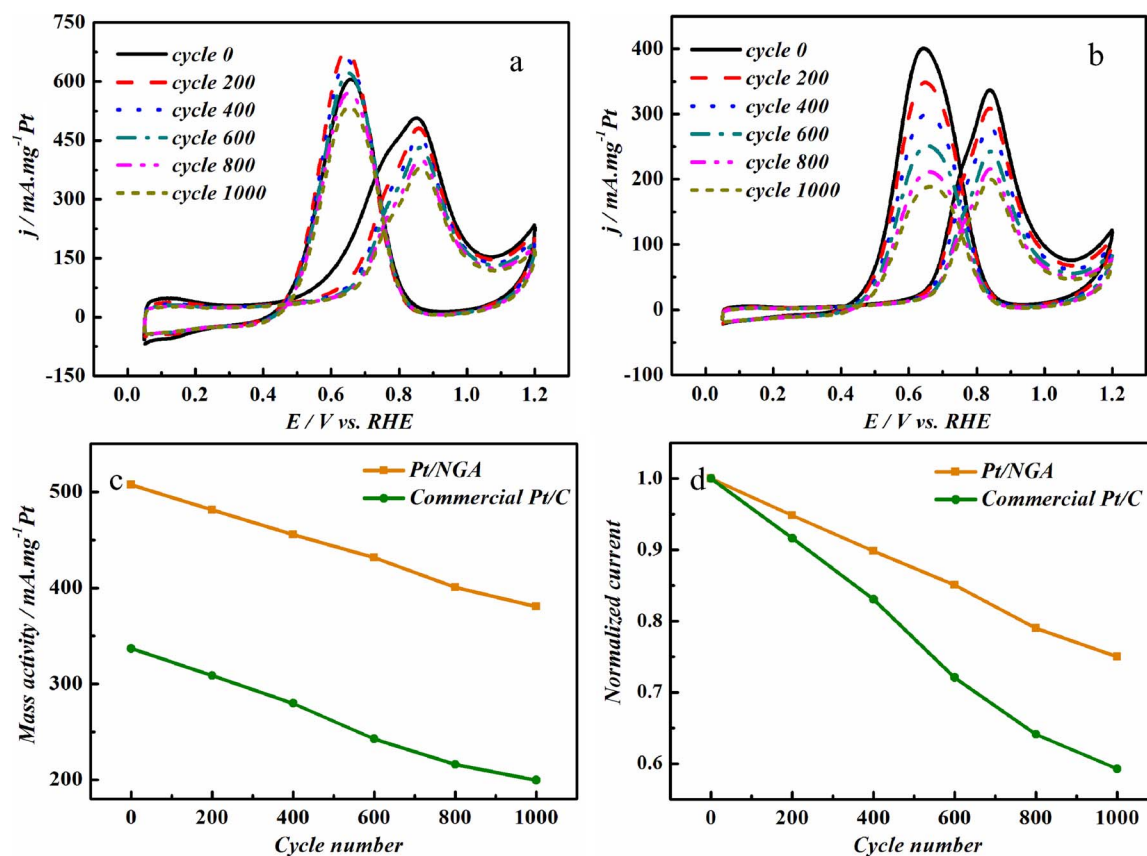 a
cycle 0
cycle 200
cycle 400
cycle 600
cycle 800
cycle 1000
750
600
450
300
150
0
-150
j / mA.mg⁻¹ Pt
0.0 0.2 0.4 0.6 0.8 1.0 1.2
E / V vs. RHE
b
cycle 0
cycle 200
cycle 400
cycle 600
cycle 800
cycle 1000
400
300
200
100
0
-100
j / mA.mg⁻¹ Pt
0.0 0.2 0.4 0.6 0.8 1.0 1.2
E / V vs. RHE
c
Pt/NGA
Commercial Pt/C
500
400
300
200
Mass activity / mA.mg⁻¹ Pt
0 200 400 600 800 1000
Cycle number
d
Pt/NGA
Commercial Pt/C
1.0
0.9
0.8
0.7
0.6
Normalized current
0 200 400 600 800 1000
Cycle number